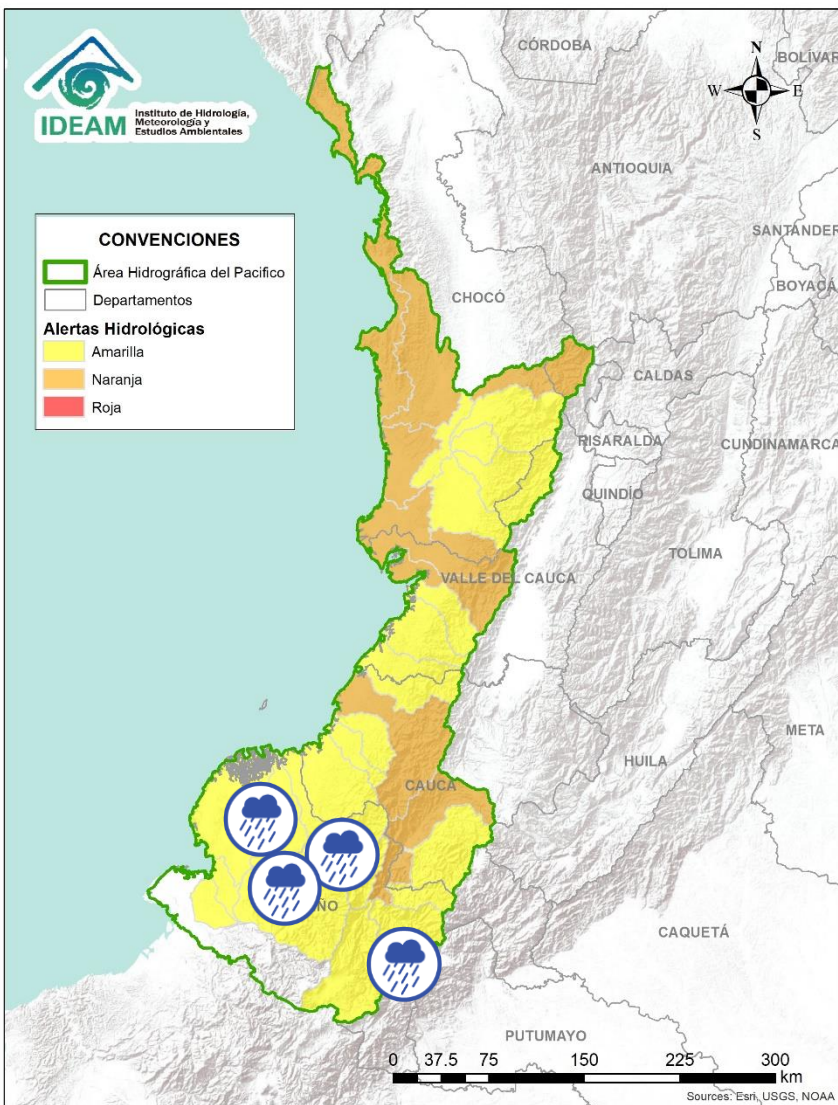 IDEAM
Instituto de Hidrología,
Meteorología y
Estudios Ambientales
CÓRDOBA
BOLÍVAR
N
W
E
S
ANTIOQUIA
SANTANDER
BOYACÁ
CONVENCIONES
Área Hidrográfica del Pacifico
Departamentos
Alertas Hidrológicas
Amarilla
Naranja
Roja
CHOCÓ
CALDAS
RISARALDA
CUNDINAMARCA
QUINDÍO
TOLIMA
VALLE DEL CAUCA
META
HUILA
CAUCA
ÑO
CAQUETÁ
PUTUMAYO
0 37.5 75 150 225 300
km
Sources: Esri, USGS, NOAA